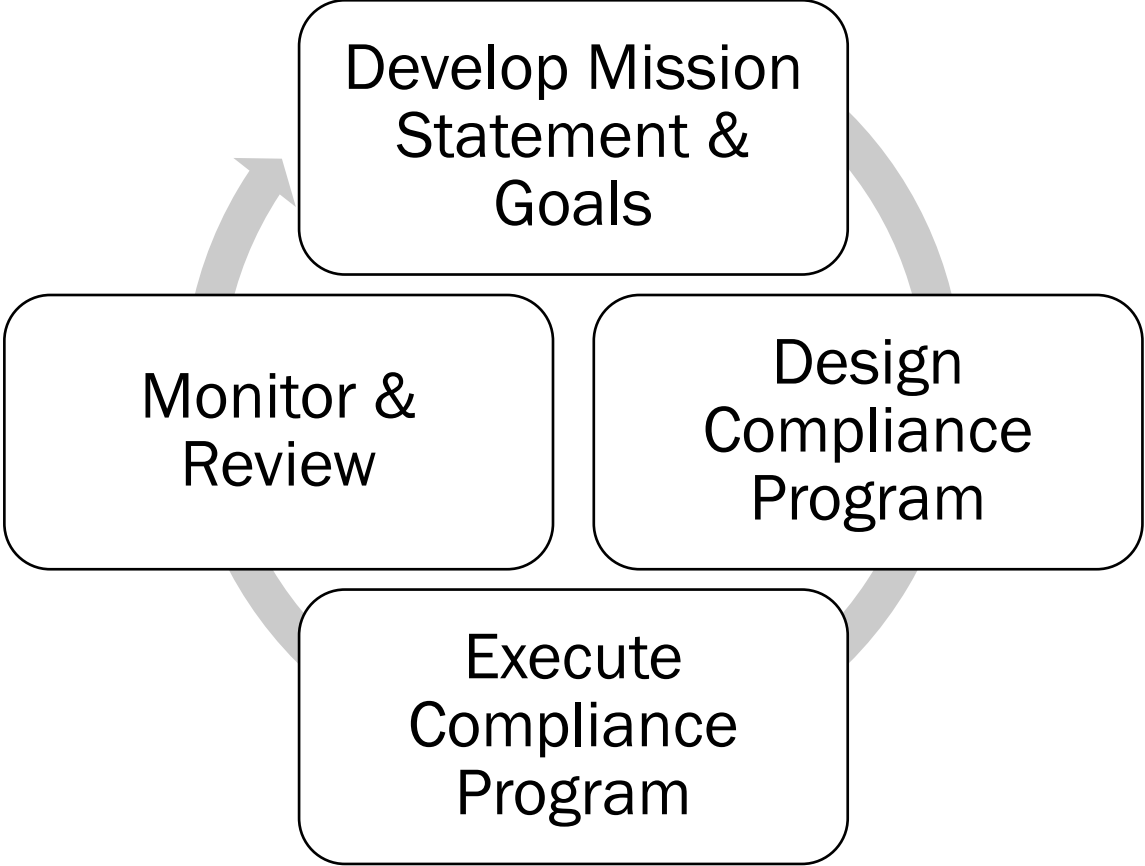 Develop Mission
Statement &
Goals
Design
Compliance
Program
Execute
Compliance
Program
Monitor &
Review